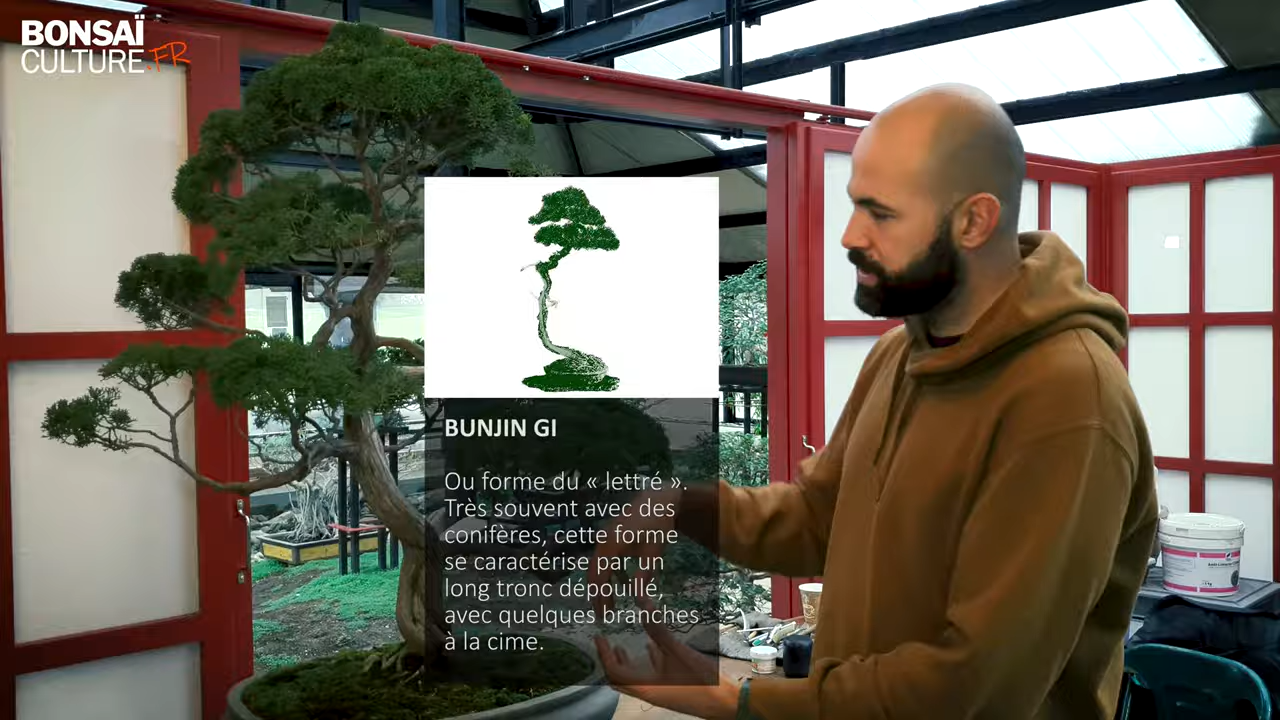 BONSAÏ
CULTURE.FR
BUNJIN GI
Ou forme du « lettré ».
Très souvent avec des
conifères, cette forme
se caractérise par un
long tronc dépouillé,
avec quelques branches
à la cime.